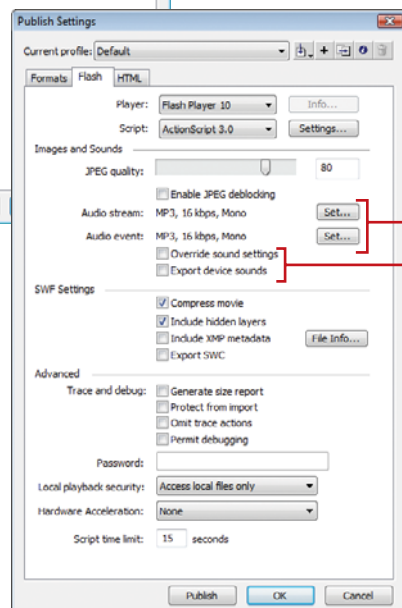 Publish Settings
Current profile: Default
Formats Flash HTML
Player: Flash Player 10 Info...
Script: ActionScript 3.0 Settings...
Images and Sounds
JPEG quality: 80
Enable JPEG deblocking
Audio stream: MP3, 16 kbps, Mono Set...
Audio event: MP3, 16 kbps, Mono Set...
Override sound settings
Export device sounds
SWF Settings
Compress movie
Include hidden layers
Include XMP metadata File Info...
Export SWC
Advanced
Trace and debug: Generate size report
Protect from import
Omit trace actions
Permit debugging
Password:
Local playback security: Access local files only
Hardware Acceleration: None
Script time limit: 15 seconds
Publish OK Cancel